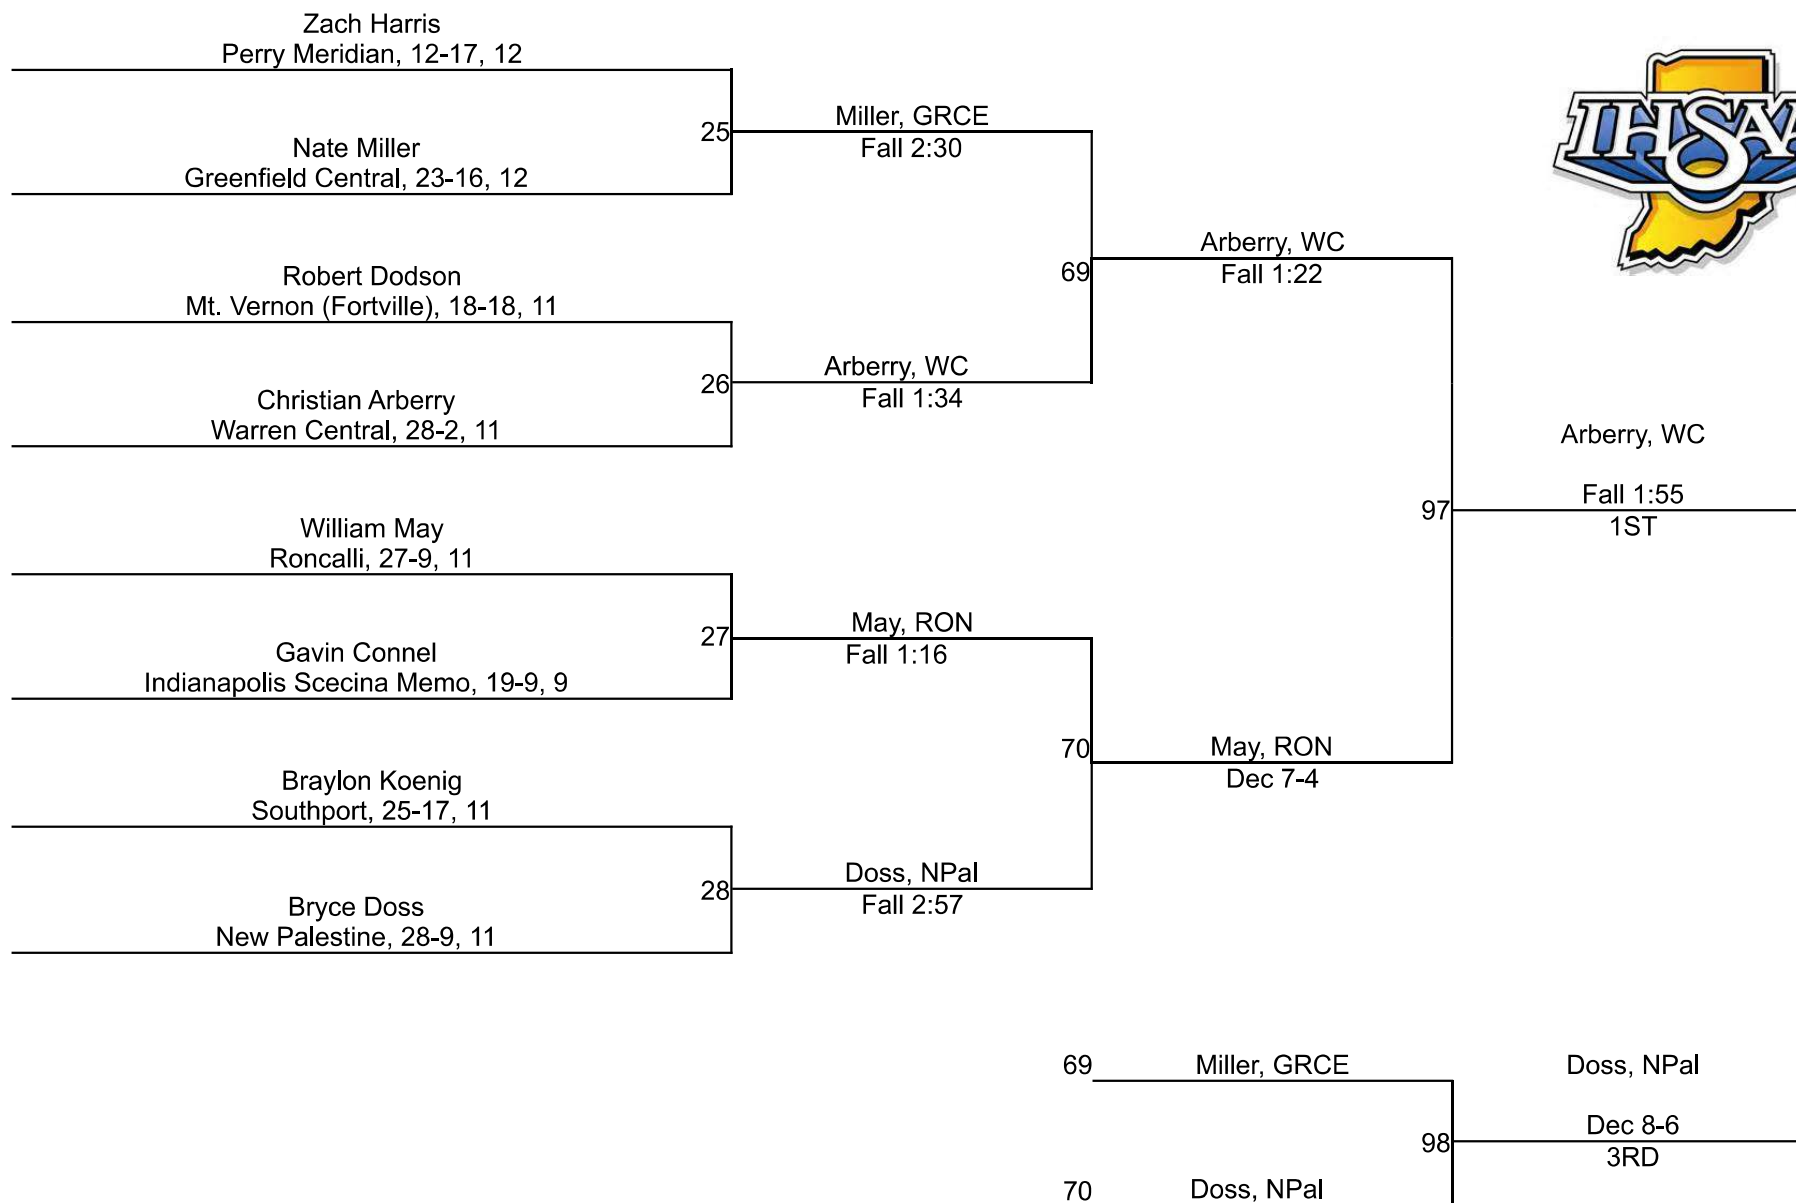 Zach Harris
Perry Meridian, 12-17, 12
25
Nate Miller
Greenfield Central, 23-16, 12
Miller, GRCE
Fall 2:30
Robert Dodson
Mt. Vernon (Fortville), 18-18, 11
26
Christian Arberry
Warren Central, 28-2, 11
Arberry, WC
Fall 1:34
69
Arberry, WC
Fall 1:22
William May
Roncalli, 27-9, 11
27
Gavin Connel
Indianapolis Scecina Memo, 19-9, 9
May, RON
Fall 1:16
Braylon Koenig
Southport, 25-17, 11
28
Bryce Doss
New Palestine, 28-9, 11
Doss, NPal
Fall 2:57
70
May, RON
Dec 7-4
97
Arberry, WC
Fall 1:55
1ST
69
Miller, GRCE
98
70
Doss, NPal
Doss, NPal
Dec 8-6
3RD
IHSAA